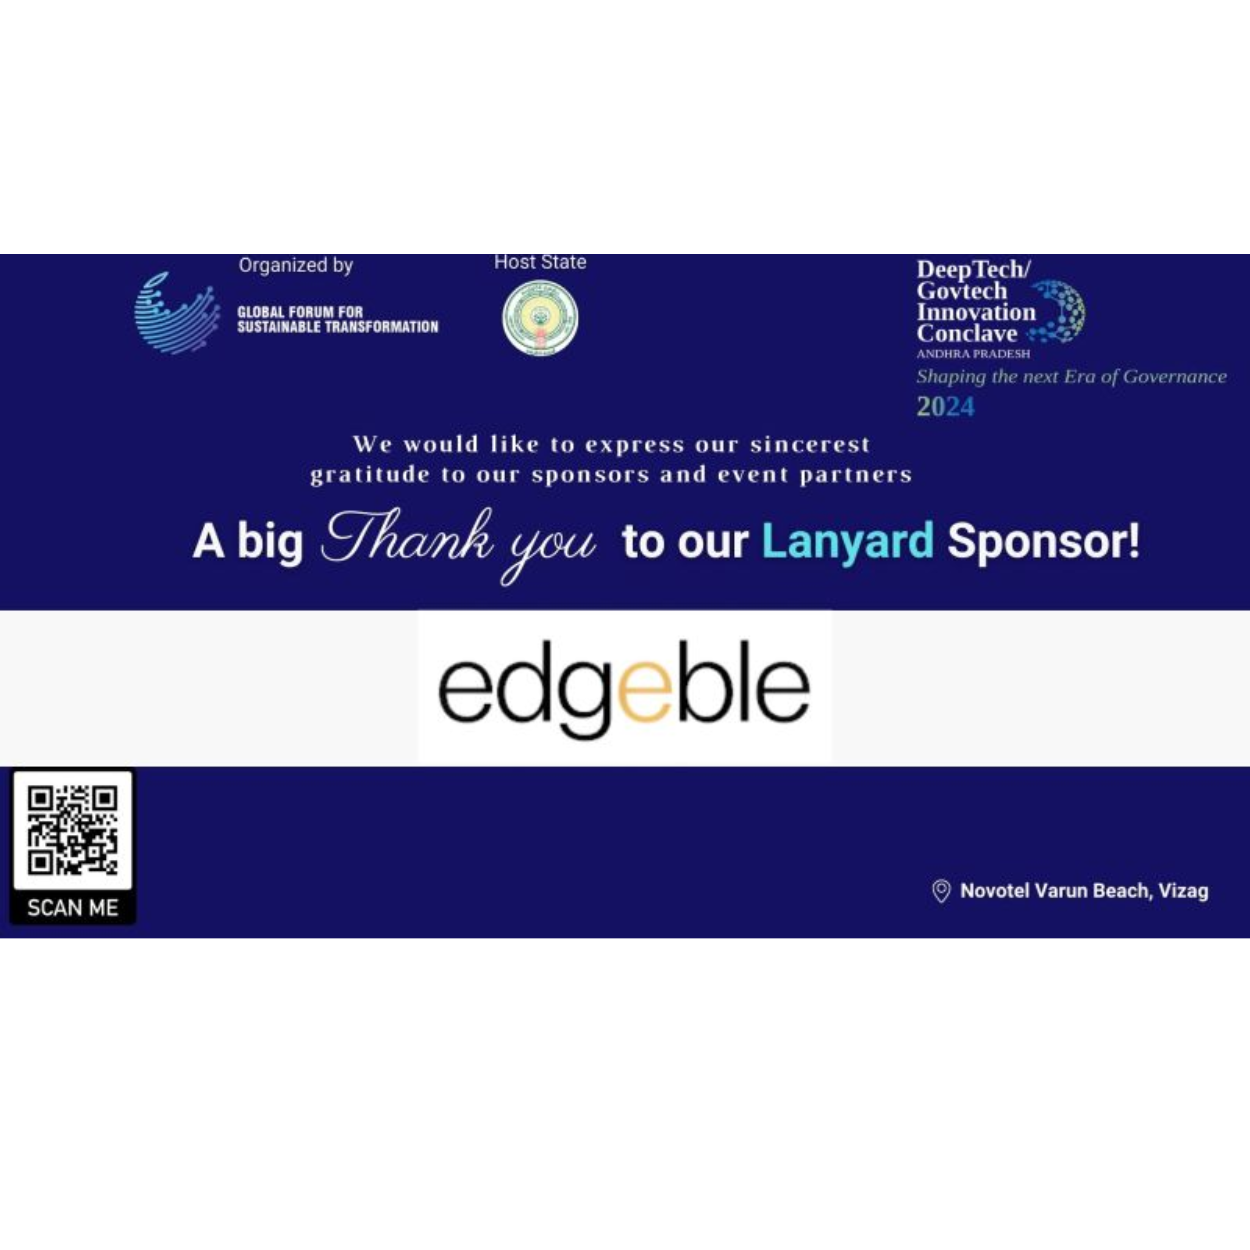 Organized by
GLOBAL FORUM FOR
SUSTAINABLE TRANSFORMATION
Host State
DeepTech/
Govtech
Innovation
Conclave
ANDHRA PRADESH
Shaping the next Era of Governance
2024
We would like to express our sincerest
gratitude to our sponsors and event partners
A big Thank you to our Lanyard Sponsor!
edgeble
SCAN ME
Novotel Varun Beach, Vizag